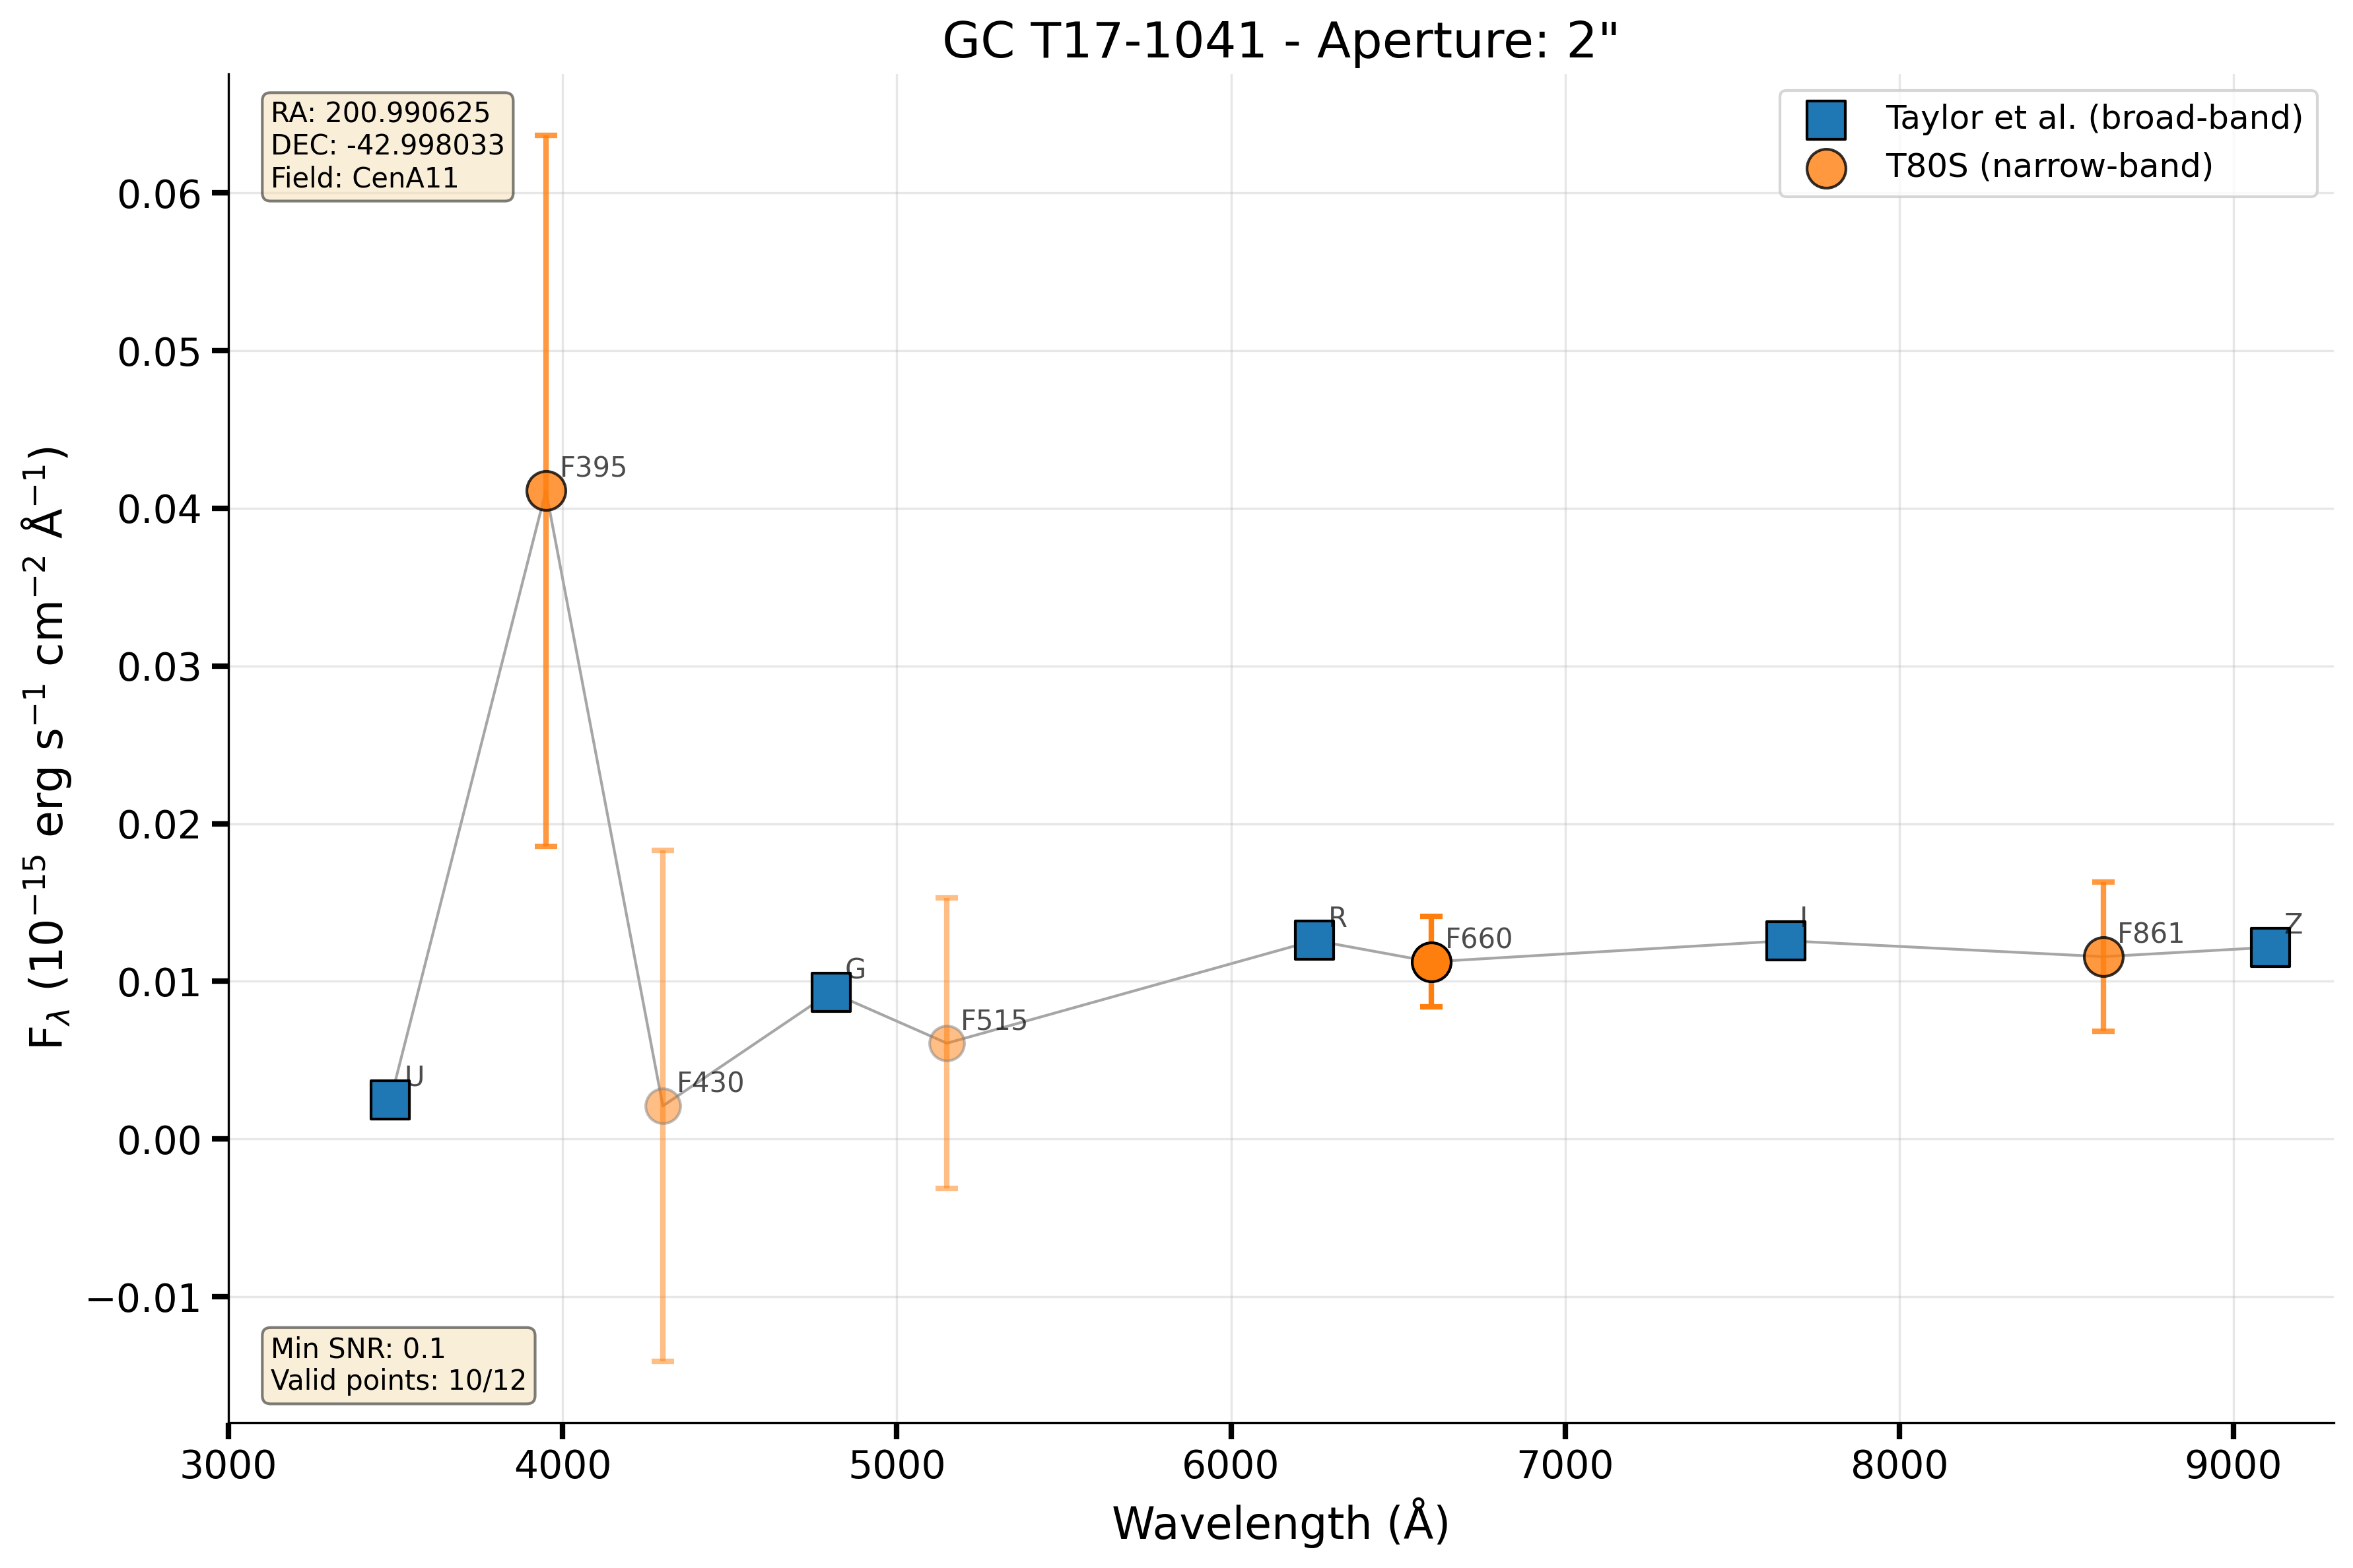 GC T17-1041 - Aperture: 2"
RA: 200.990625
DEC: -42.998033
Field: CenA11
Taylor et al. (broad-band)
T80S (narrow-band)
F$_{\lambda}$ (10$^{-15}$ erg s$^{-1}$ cm$^{-2}$ Å$^{-1}$)
0.06
0.05
0.04
0.03
0.02
0.01
0.00
−0.01
U
F395
F430
G
F515
R
F660
I
F861
Z
Min SNR: 0.1
Valid points: 10/12
3000 4000 5000 6000 7000 8000 9000
Wavelength (Å)